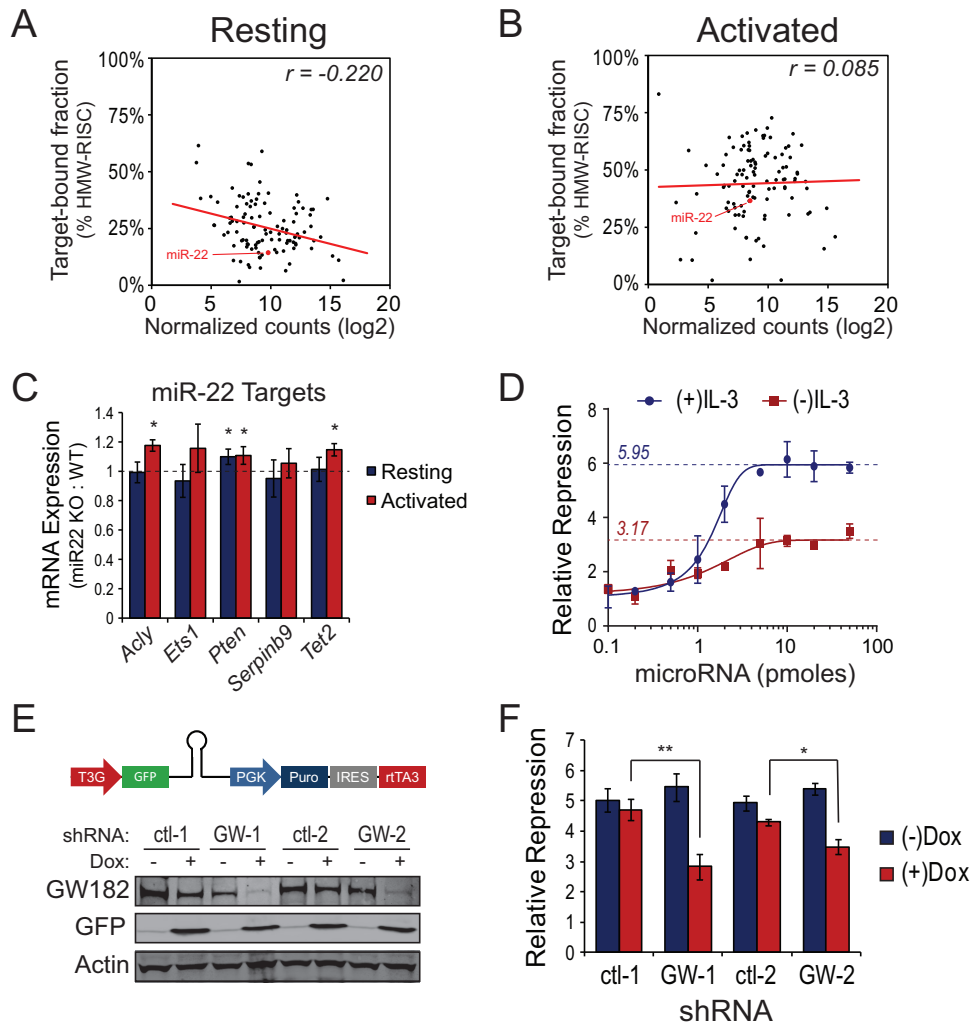 A
Resting
r = -0.220
Target-bound fraction
(% HMW-RISC)
100%
75%
50%
25%
0%
miR-22
0 5 10 15 20
Normalized counts (log2)
B
Activated
r = 0.085
Target-bound fraction
(% HMW-RISC)
100%
75%
50%
25%
0%
miR-22
0 5 10 15 20
Normalized counts (log2)
C
miR-22 Targets
mRNA Expression
(miR22 KO : WT)
1.4
1.2
1
0.8
0.6
0.4
0.2
0
* * * *
Resting
Activated
Acly Ets1 Pten Serpinb9 Tet2
D
(+)IL-3 (-)IL-3
Relative Repression
8
6
4
2
0
5.95
3.17
0.1 1 10 100
microRNA (pmoles)
E
T3G GFP PGK Puro IRES rtTA3
shRNA: ctl-1 GW-1 ctl-2 GW-2
Dox: - + - + - + - +
GW182
GFP
Actin
F
Relative Repression
7
6
5
4
3
2
1
0
** *
(-)Dox
(+)Dox
ctl-1 GW-1 ctl-2 GW-2
shRNA